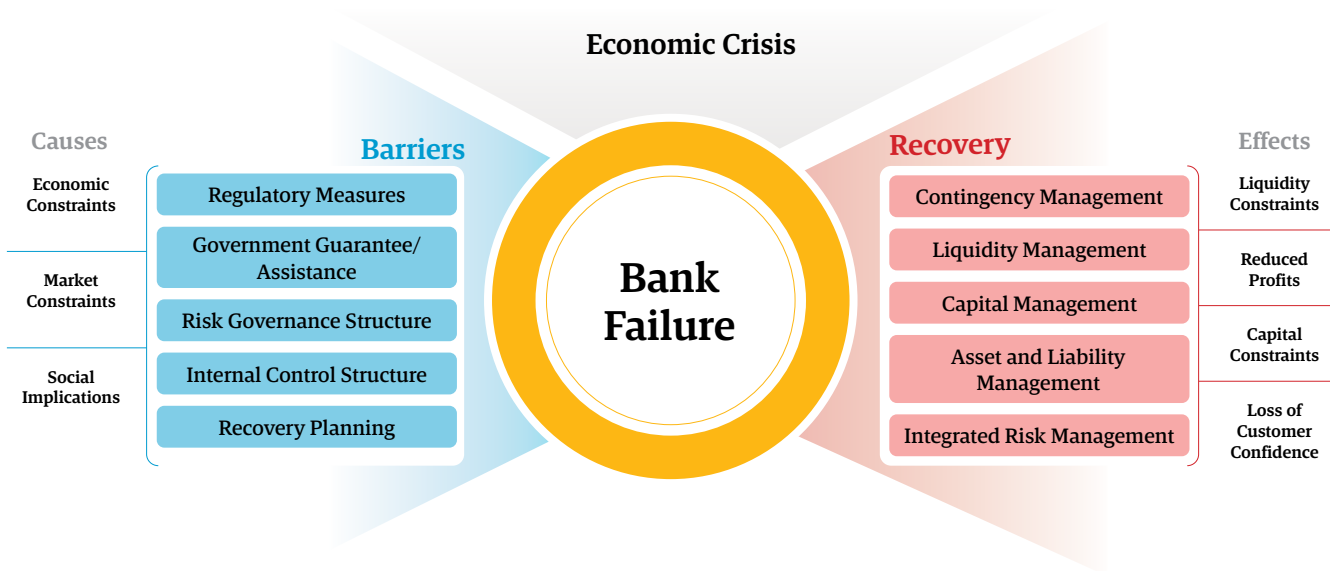 Economic Crisis
Causes
Economic
Constraints
Market
Constraints
Social
Implications
Barriers
Regulatory Measures
Government Guarantee/
Assistance
Risk Governance Structure
Internal Control Structure
Recovery Planning
Bank
Failure
Recovery
Contingency Management
Liquidity Management
Capital Management
Asset and Liability
Management
Integrated Risk Management
Effects
Liquidity
Constraints
Reduced
Profits
Capital
Constraints
Loss of
Customer
Confidence